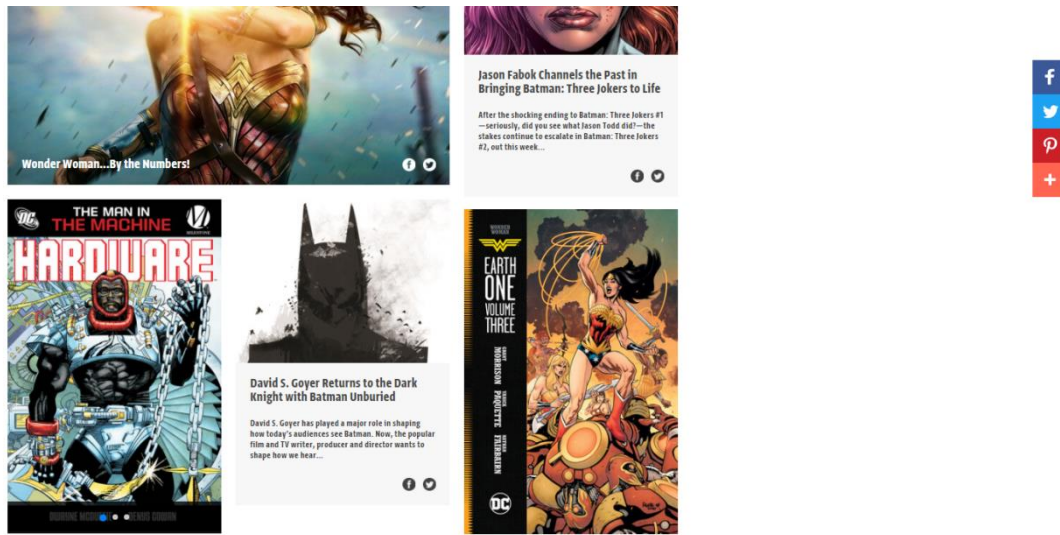 Wonder Woman...By the Numbers!
Jason Fabok Channels the Past in
Bringing Batman: Three Jokers to Life
After the shocking ending to Batman: Three Jokers #1
—seriously, did you see what Jason Todd did?—the
stakes continue to escalate in Batman: Three Jokers
#2, out this week...
DC
THE MAN IN
THE MACHINE
MILESTONE
HARDWARE
David S. Goyer Returns to the Dark
Knight with Batman Unburied
David S. Goyer has played a major role in shaping
how today's audiences see Batman. Now, the popular
film and TV writer, producer and director wants to
shape how we hear...
WONDER
WOMAN
EARTH
ONE
VOLUME
THREE
GRANT
MORRISON
PAQUETTE
FAIRBAIRN
DC